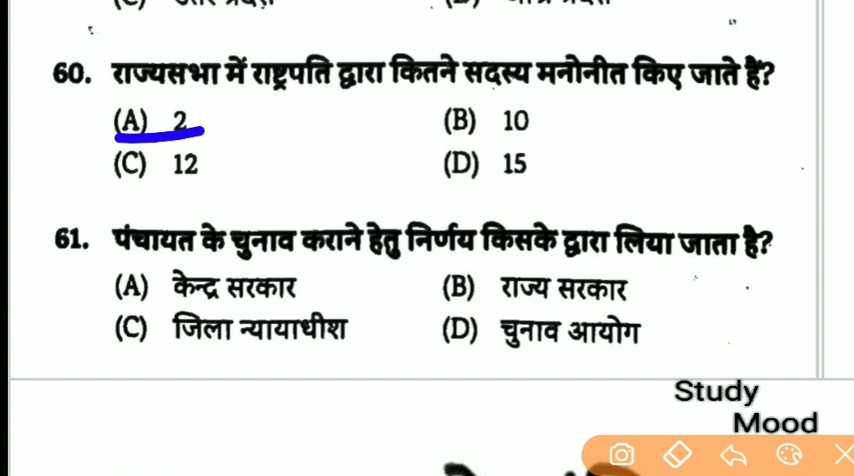 60. राज्यसभा में राष्ट्रपति द्वारा कितने सदस्य मनोनीत किए जाते हैं?
(A) 2 (B) 10
(C) 12 (D) 15
61. पंचायत के चुनाव कराने हेतु निर्णय किसके द्वारा लिया जाता है?
(A) केन्द्र सरकार (B) राज्य सरकार
(C) जिला न्यायाधीश (D) चुनाव आयोग
Study
Mood